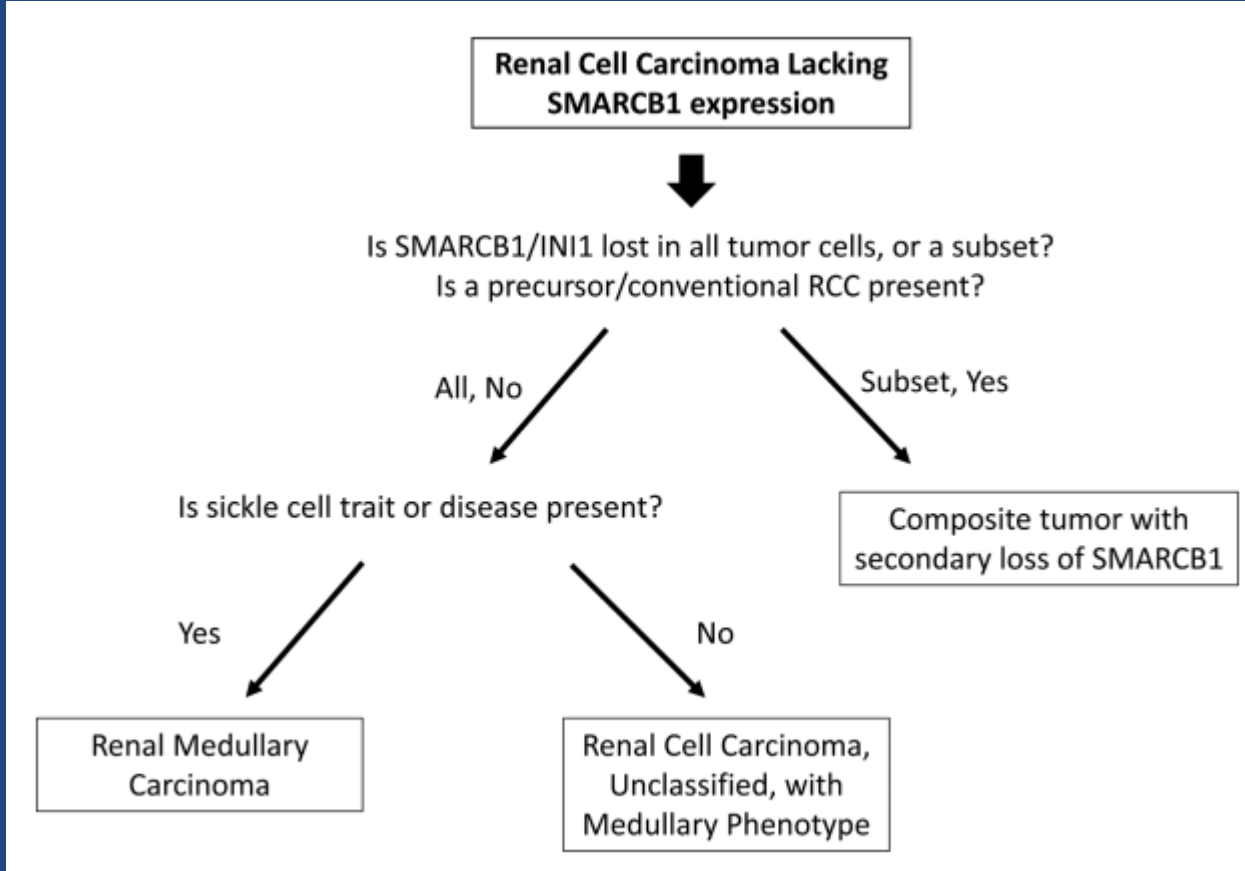 Renal Cell Carcinoma Lacking
SMARCB1 expression
Is SMARCB1/INI1 lost in all tumor cells, or a subset?
Is a precursor/conventional RCC present?
All, No
Subset, Yes
Is sickle cell trait or disease present?
Composite tumor with
secondary loss of SMARCB1
Yes
No
Renal Medullary
Carcinoma
Renal Cell Carcinoma,
Unclassified, with
Medullary Phenotype